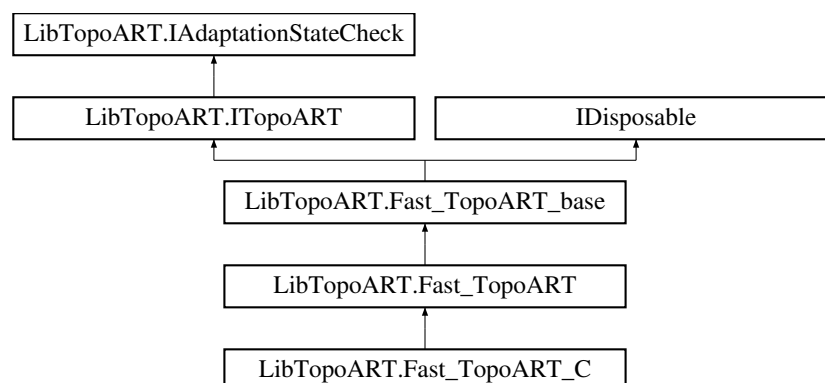 LibTopoART.IAdaptationStateCheck
LibTopoART.ITopoART
IDisposable
LibTopoART.Fast_TopoART_base
LibTopoART.Fast_TopoART
LibTopoART.Fast_TopoART_C